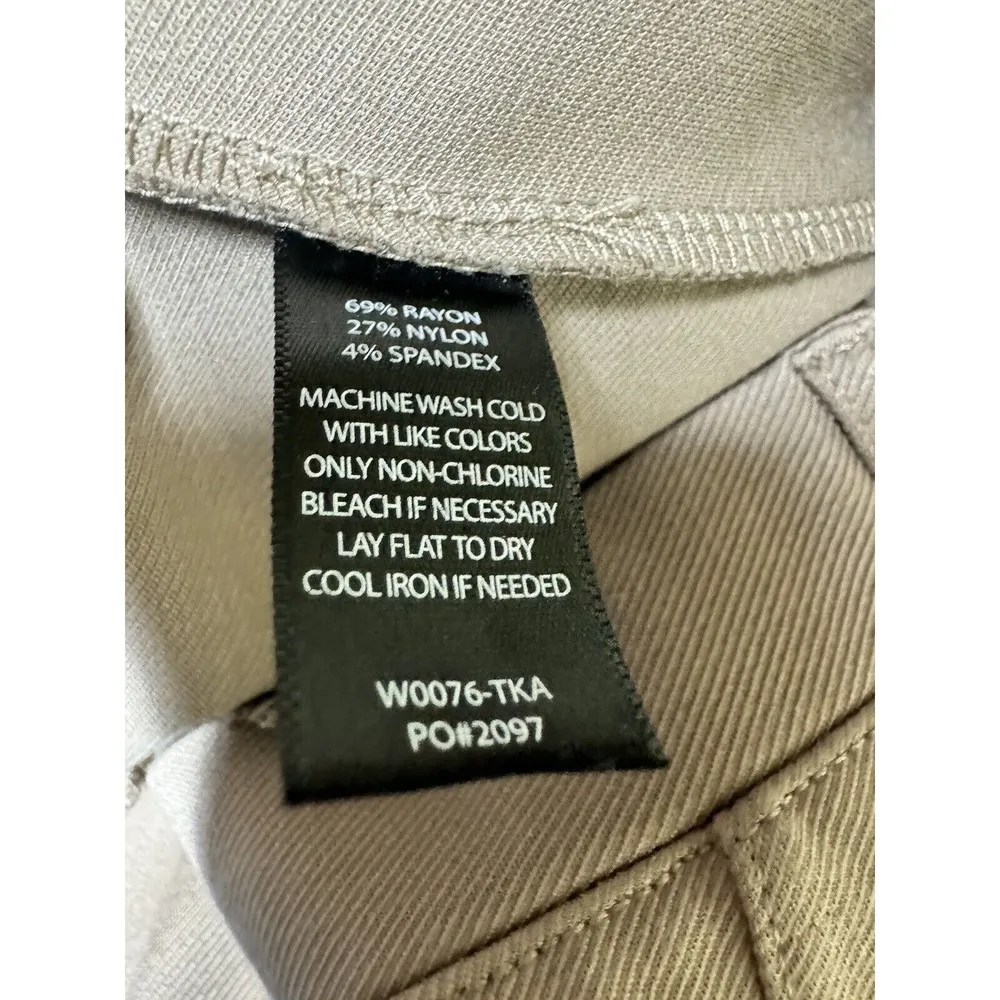 69% RAYON
27% NYLON
4% SPANDEX
MACHINE WASH COLD
WITH LIKE COLORS
ONLY NON-CHLORINE
BLEACH IF NECESSARY
LAY FLAT TO DRY
COOL IRON IF NEEDED
W0076-TKA
PO#2097